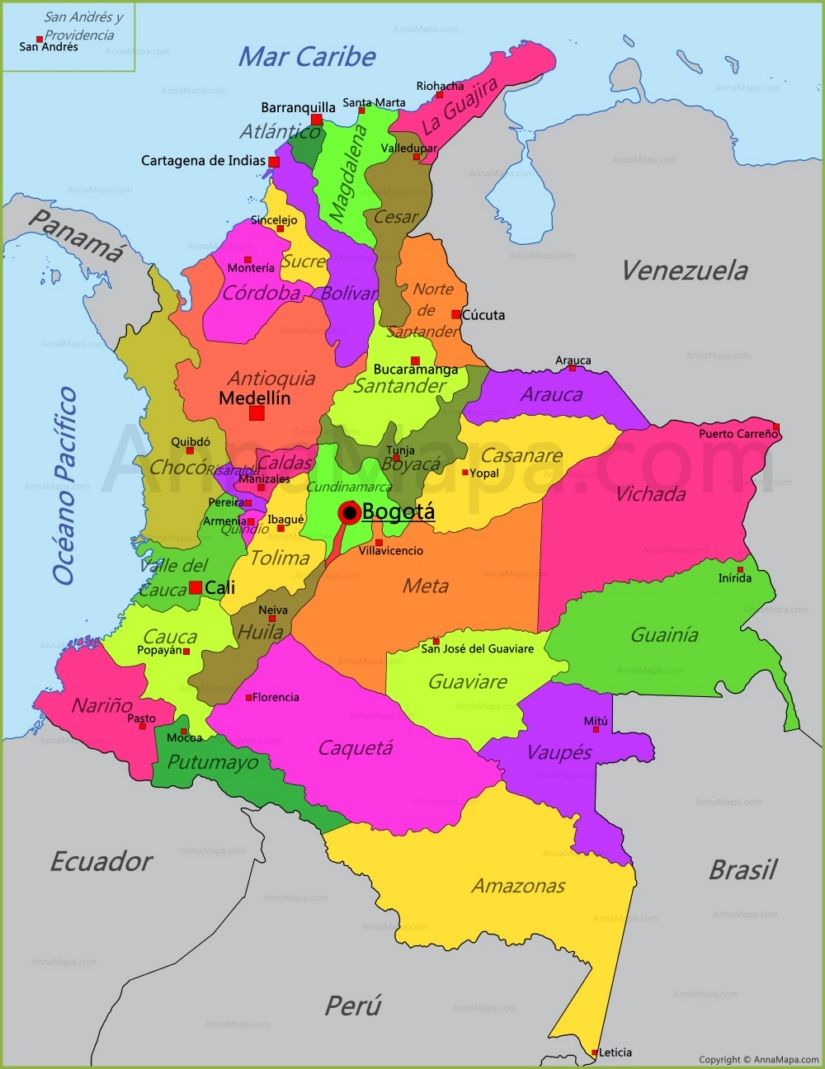 San Andrés y
Providencia
San Andrés
Mar Caribe
Riohacha
La Guajira
Santa Marta
Barranquilla
Atlántico
Magdalena
Valledupar
Cartagena de Indias
Cesar
Panamá
Sincelejo
Sucre
Montería
Córdoba
Bolívar
Norte
de
Santander
Cúcuta
Venezuela
Bucaramanga
Santander
Arauca
Arauca
Antioquia
Medellín
Océano Pacífico
AnnaMapa.com
Puerto Carreño
Quibdó
Chocó
Risaralda
Caldas
Manizales
Tunja
Boyacá
Casanare
Yopal
Vichada
Cundinamarca
Pereira
Armenia
Quindio
Ibagué
Bogotá
Villavicencio
Tolima
Valle del
Cauca
Cali
Meta
Inírida
Neiva
Huila
Cauca
Popayán
San José del Guaviare
Guainía
Guaviare
Nariño
Pasto
Florencia
Mocoa
Putumayo
Caquetá
Mitú
Vaupés
Ecuador
Amazonas
Brasil
Perú
Leticia
Copyright © AnnaMapa.com